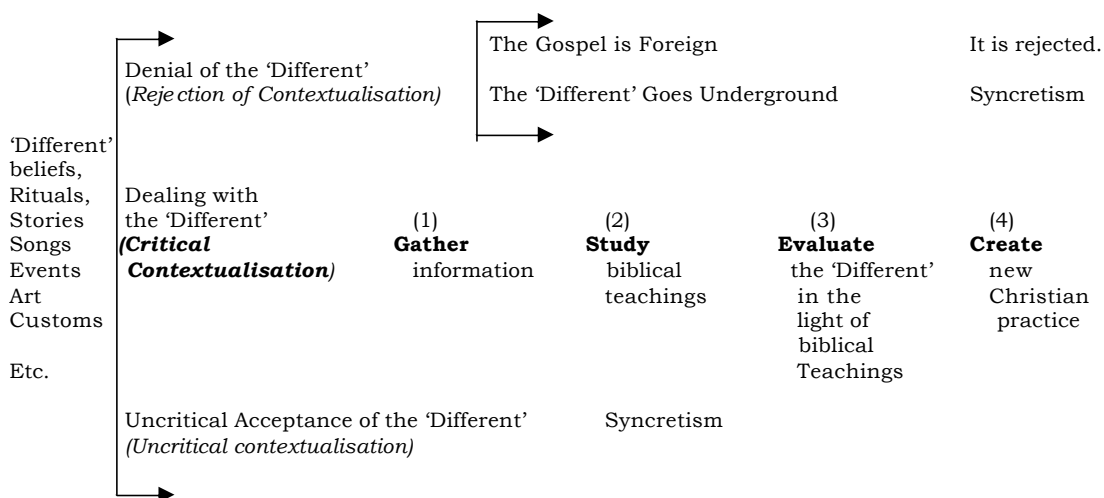 The Gospel is Foreign It is rejected.
Denial of the ‘Different’
(Rejection of Contextualisation) The ‘Different’ Goes Underground Syncretism
‘Different’
beliefs,
Rituals, Dealing with
Stories the ‘Different’ (1) (2) (3) (4)
Songs (Critical Gather Study Evaluate Create
Events Contextualisation) information biblical the ‘Different’ new
Art teachings in the Christian
Customs light of practice
biblical
Etc. Teachings
Uncritical Acceptance of the ‘Different’ Syncretism
(Uncritical contextualisation)